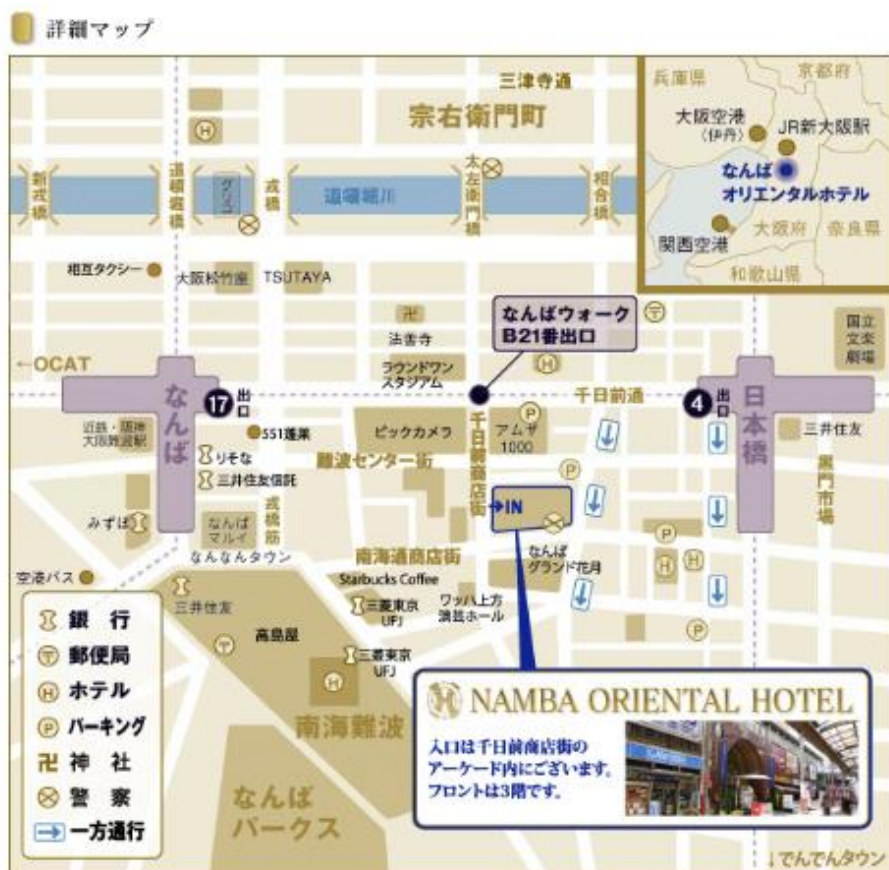 詳細マップ
三津寺通
宗右衛門町
新戎橋
道頓堀橋
グリコ
戎橋
道頓堀川
太左衛門橋
相合橋
兵庫県
京都府
大阪空港
(伊丹)
JR新大阪駅
なんば
オリエンタルホテル
大阪府
奈良県
関西空港
和歌山県
相互タクシー
大阪松竹座
TSUTAYA
卍
法善寺
なんばウォーク
B21番出口
国立
文楽
劇場
←OCAT
なんば
17
出口
ラウンドワン
スタジアム
千日前通
4
出口
日本橋
近鉄・阪神
大阪難波駅
551蓬莱
ビックカメラ
千日前商店街
アムザ
1000
三井住友
りそな
三井住友信託
難波センター街
黒門市場
みずほ
なんば
マルイ
戎橋筋
→IN
なんなんタウン
南海通商店街
なんば
グランド花月
空港バス
三井住友
Starbucks Coffee
三菱東京
UFJ
ワッハ上方
演芸ホール
高島屋
三菱東京
UFJ
南海難波
なんば
パークス
銀行
郵便局
H ホテル
P パーキング
卍 神社
警察
一方通行
NAMBA ORIENTAL HOTEL
入口は千日前商店街の
アーケード内にございます。
フロントは3階です。
↓でんでんタウン